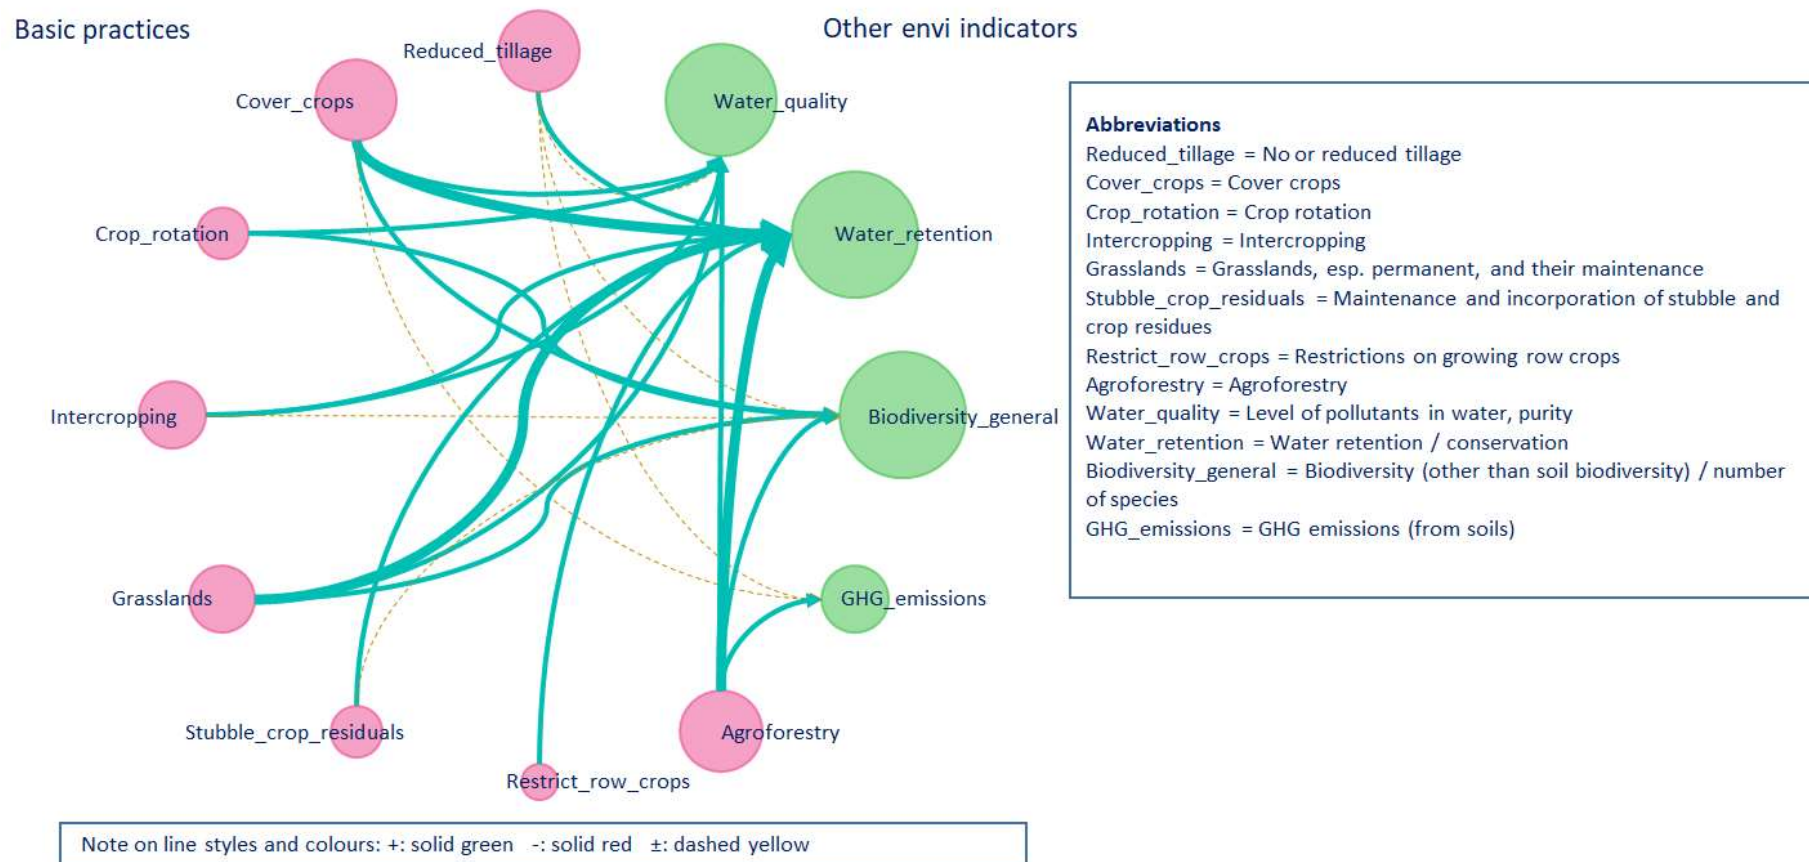 Basic practices
Other envi indicators
Reduced_tillage
Cover_crops
Water_quality
Crop_rotation
Water_retention
Intercropping
Biodiversity_general
Grasslands
GHG_emissions
Stubble_crop_residuals
Agroforestry
Restrict_row_crops
Abbreviations
Reduced_tillage = No or reduced tillage
Cover_crops = Cover crops
Crop_rotation = Crop rotation
Intercropping = Intercropping
Grasslands = Grasslands, esp. permanent, and their maintenance
Stubble_crop_residuals = Maintenance and incorporation of stubble and
crop residues
Restrict_row_crops = Restrictions on growing row crops
Agroforestry = Agroforestry
Water_quality = Level of pollutants in water, purity
Water_retention = Water retention / conservation
Biodiversity_general = Biodiversity (other than soil biodiversity) / number
of species
GHG_emissions = GHG emissions (from soils)
Note on line styles and colours: +: solid green -: solid red ±: dashed yellow